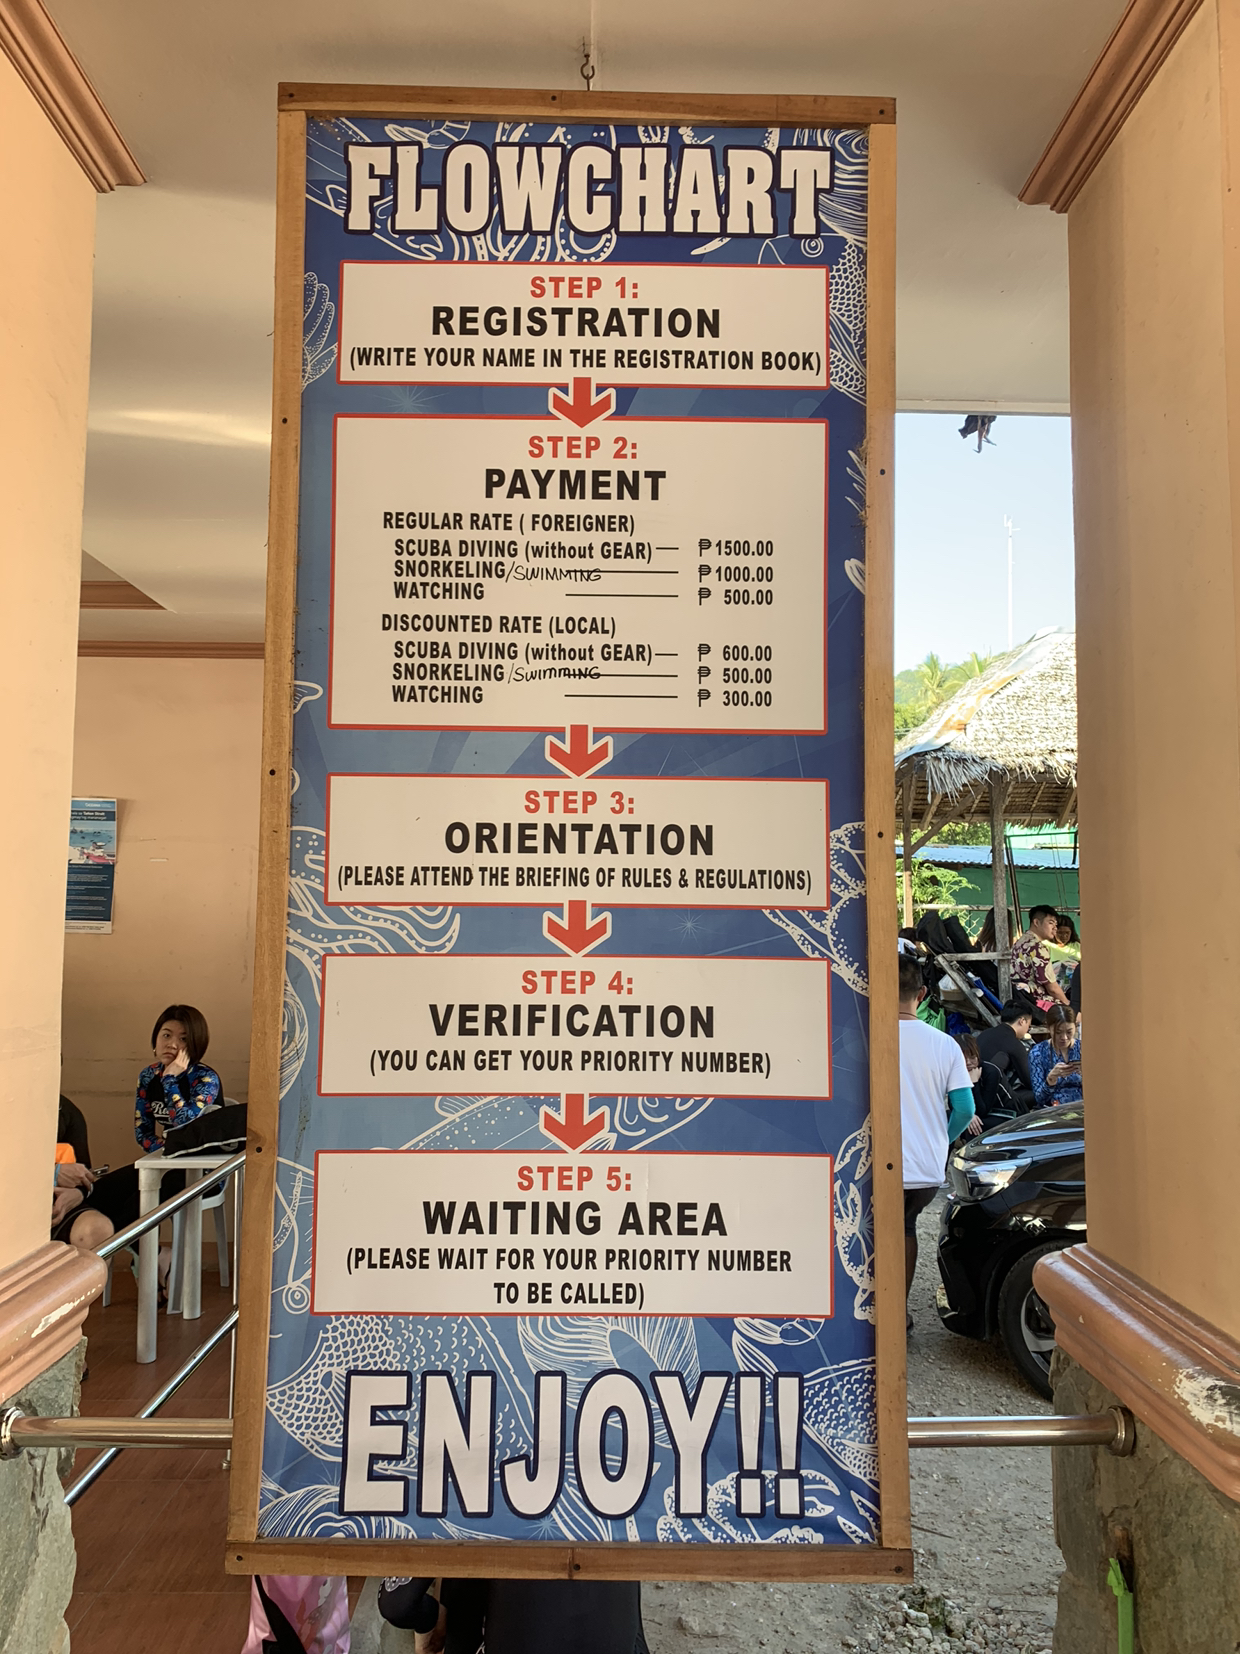 FLOWCHART
STEP 1:
REGISTRATION
(WRITE YOUR NAME IN THE REGISTRATION BOOK)
STEP 2:
PAYMENT
REGULAR RATE ( FOREIGNER)
SCUBA DIVING (without GEAR) — ₱ 1500.00
SNORKELING/SWIMMING — ₱ 1000.00
WATCHING — ₱ 500.00
DISCOUNTED RATE (LOCAL)
SCUBA DIVING (without GEAR) — ₱ 600.00
SNORKELING/SwimmING — ₱ 500.00
WATCHING — ₱ 300.00
STEP 3:
ORIENTATION
(PLEASE ATTEND THE BRIEFING OF RULES & REGULATIONS)
STEP 4:
VERIFICATION
(YOU CAN GET YOUR PRIORITY NUMBER)
STEP 5:
WAITING AREA
(PLEASE WAIT FOR YOUR PRIORITY NUMBER
TO BE CALLED)
ENJOY!!